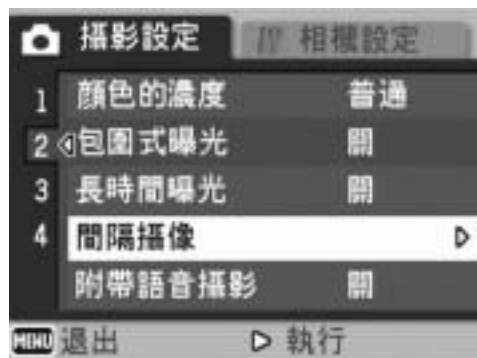 攝影設定 相機設定
1 顏色的濃度 普通
2 包圍式曝光 關
3 長時間曝光 關
4 間隔攝像
附帶語音攝影 關
MENU 退出 執行